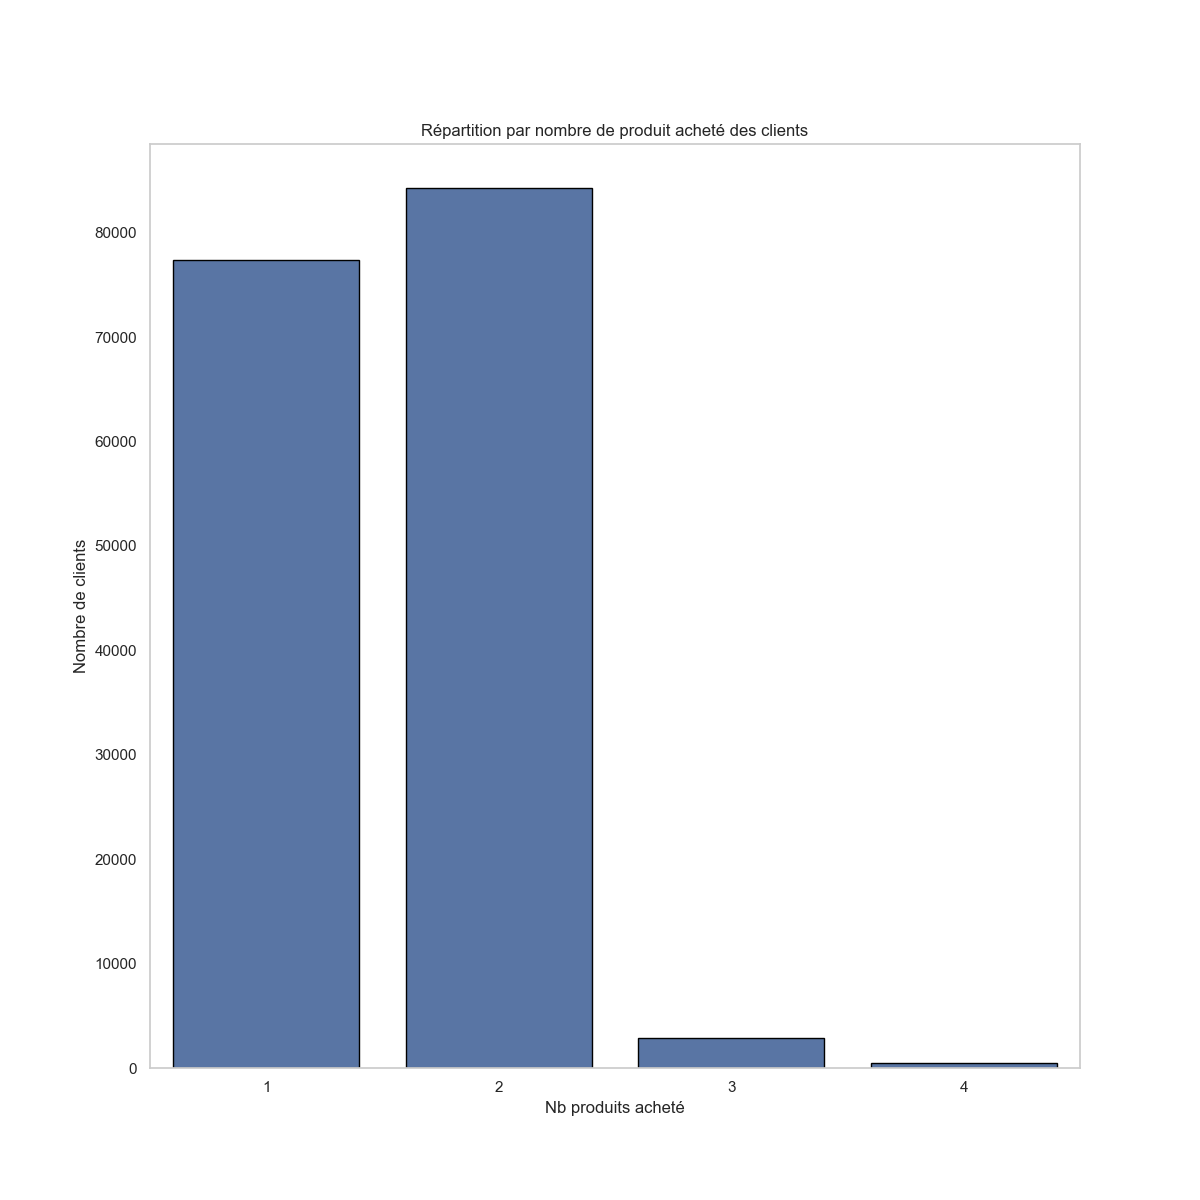 Répartition par nombre de produit acheté des clients
80000
70000
60000
50000
40000
30000
20000
10000
0
Nombre de clients
1 2 3 4
Nb produits acheté